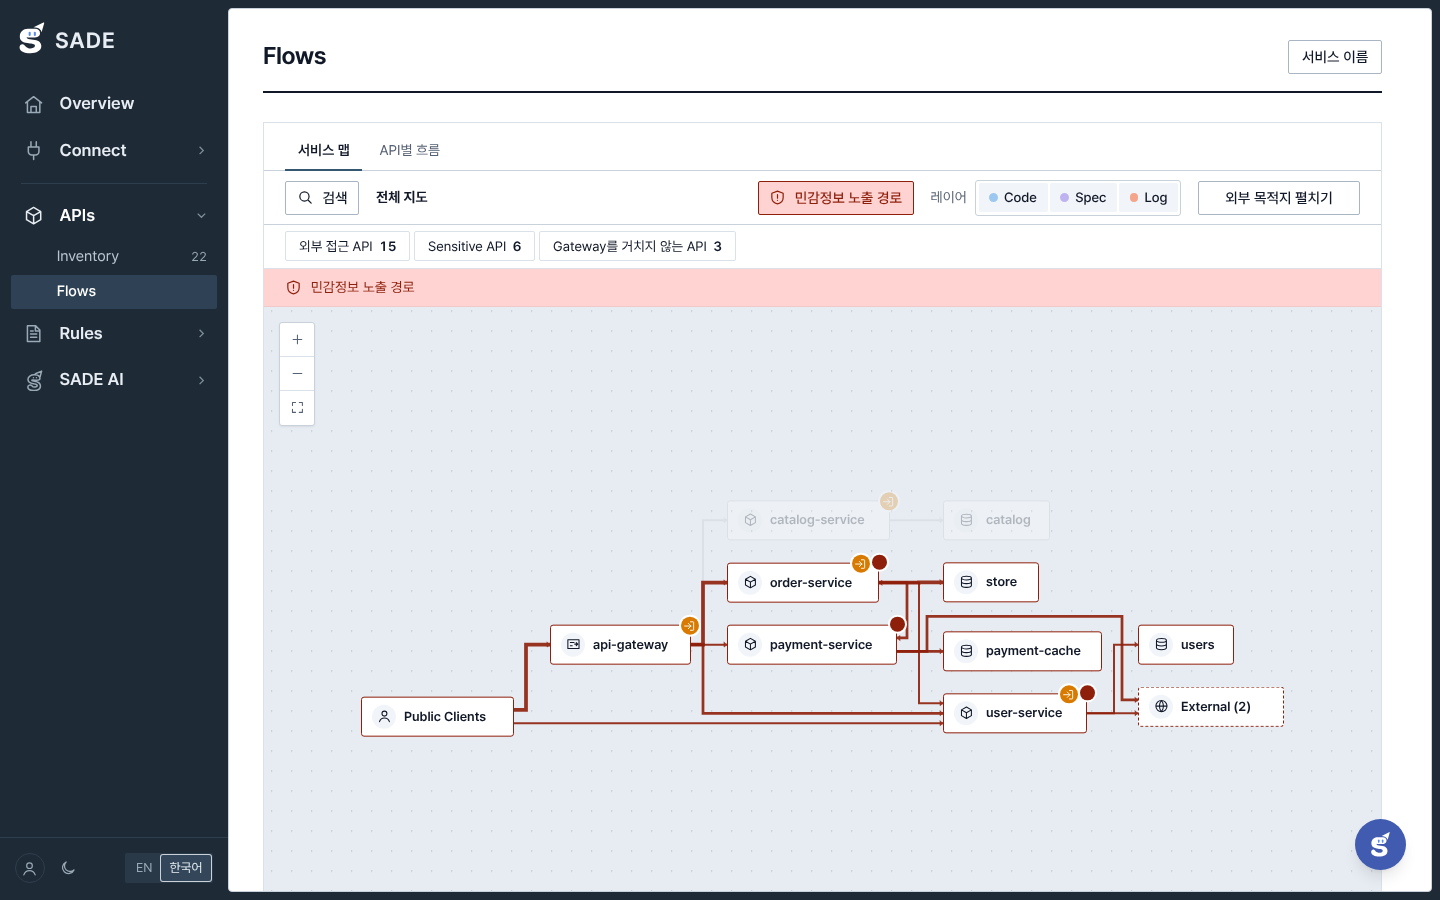 SADE
Overview
Connect
APIs
Inventory 22
Flows
Rules
SADE AI
EN 한국어
Flows
서비스 이름
서비스 맵 API별 흐름
검색 전체 지도 민감정보 노출 경로 레이어 Code Spec Log 외부 목적지 펼치기
외부 접근 API 15 Sensitive API 6 Gateway를 거치지 않는 API 3
민감정보 노출 경로
catalog-service catalog
order-service store
api-gateway payment-service payment-cache users
Public Clients user-service External (2)